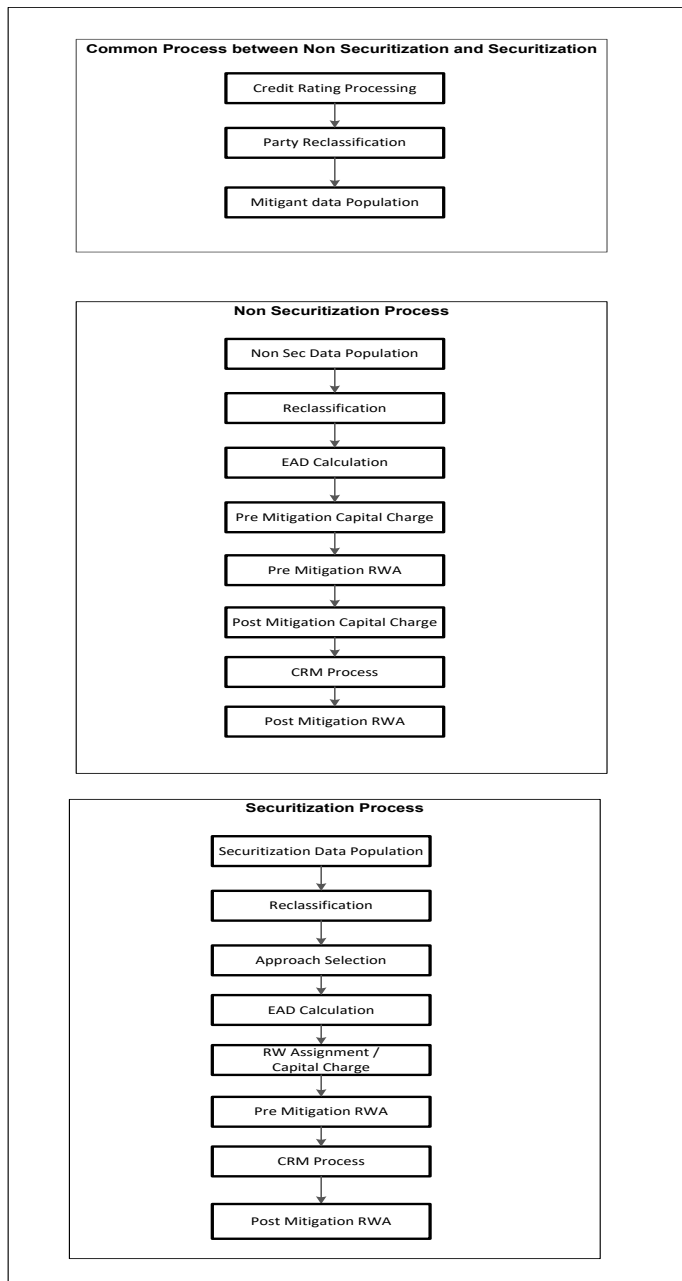 Common Process between Non Securitization and Securitization
Credit Rating Processing
Party Reclassification
Mitigant data Population
Non Securitization Process
Non Sec Data Population
Reclassification
EAD Calculation
Pre Mitigation Capital Charge
Pre Mitigation RWA
Post Mitigation Capital Charge
CRM Process
Post Mitigation RWA
Securitization Process
Securitization Data Population
Reclassification
Approach Selection
EAD Calculation
RW Assignment /
Capital Charge
Pre Mitigation RWA
CRM Process
Post Mitigation RWA